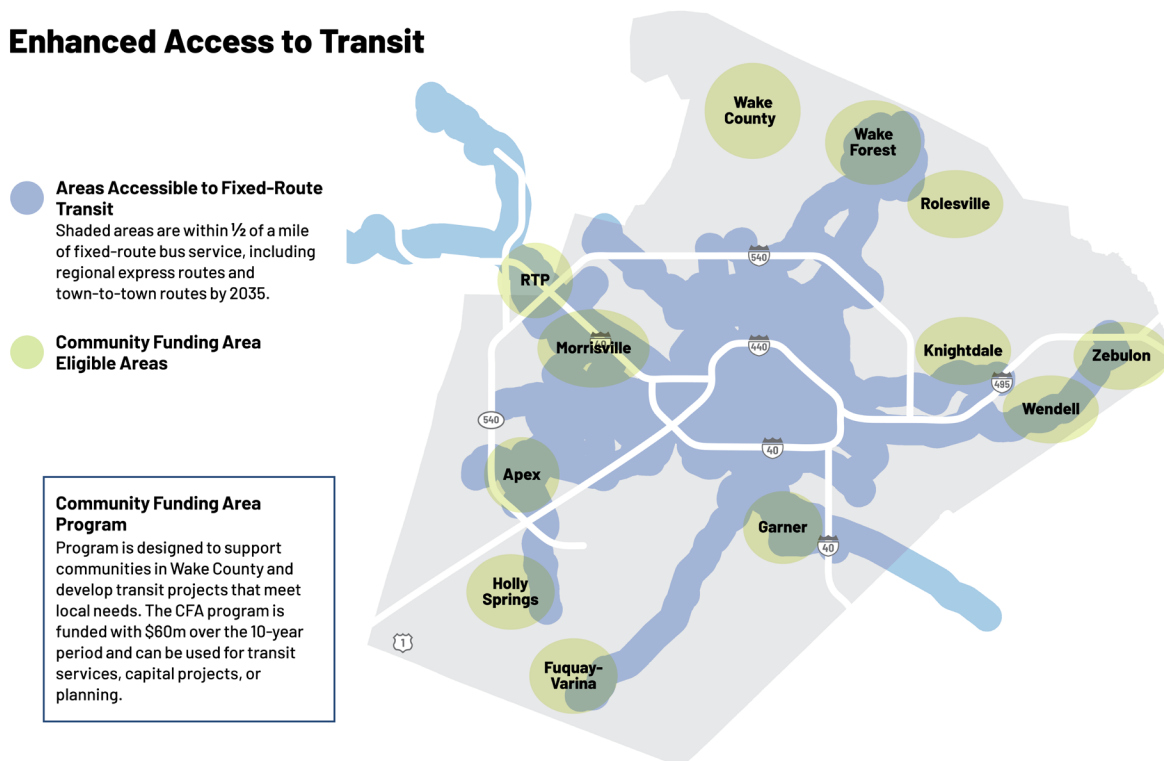 Enhanced Access to Transit
Areas Accessible to Fixed-Route
Transit
Shaded areas are within ½ of a mile
of fixed-route bus service, including
regional express routes and
town-to-town routes by 2035.
Community Funding Area
Eligible Areas
Community Funding Area
Program
Program is designed to support
communities in Wake County and
develop transit projects that meet
local needs. The CFA program is
funded with $60m over the 10-year
period and can be used for transit
services, capital projects, or
planning.
Wake
County
Wake
Forest
Rolesville
540
RTP
40
Morrisville
440
Knightdale
Zebulon
495
Wendell
540
40
Apex
Garner
40
Holly
Springs
1
Fuquay-
Varina